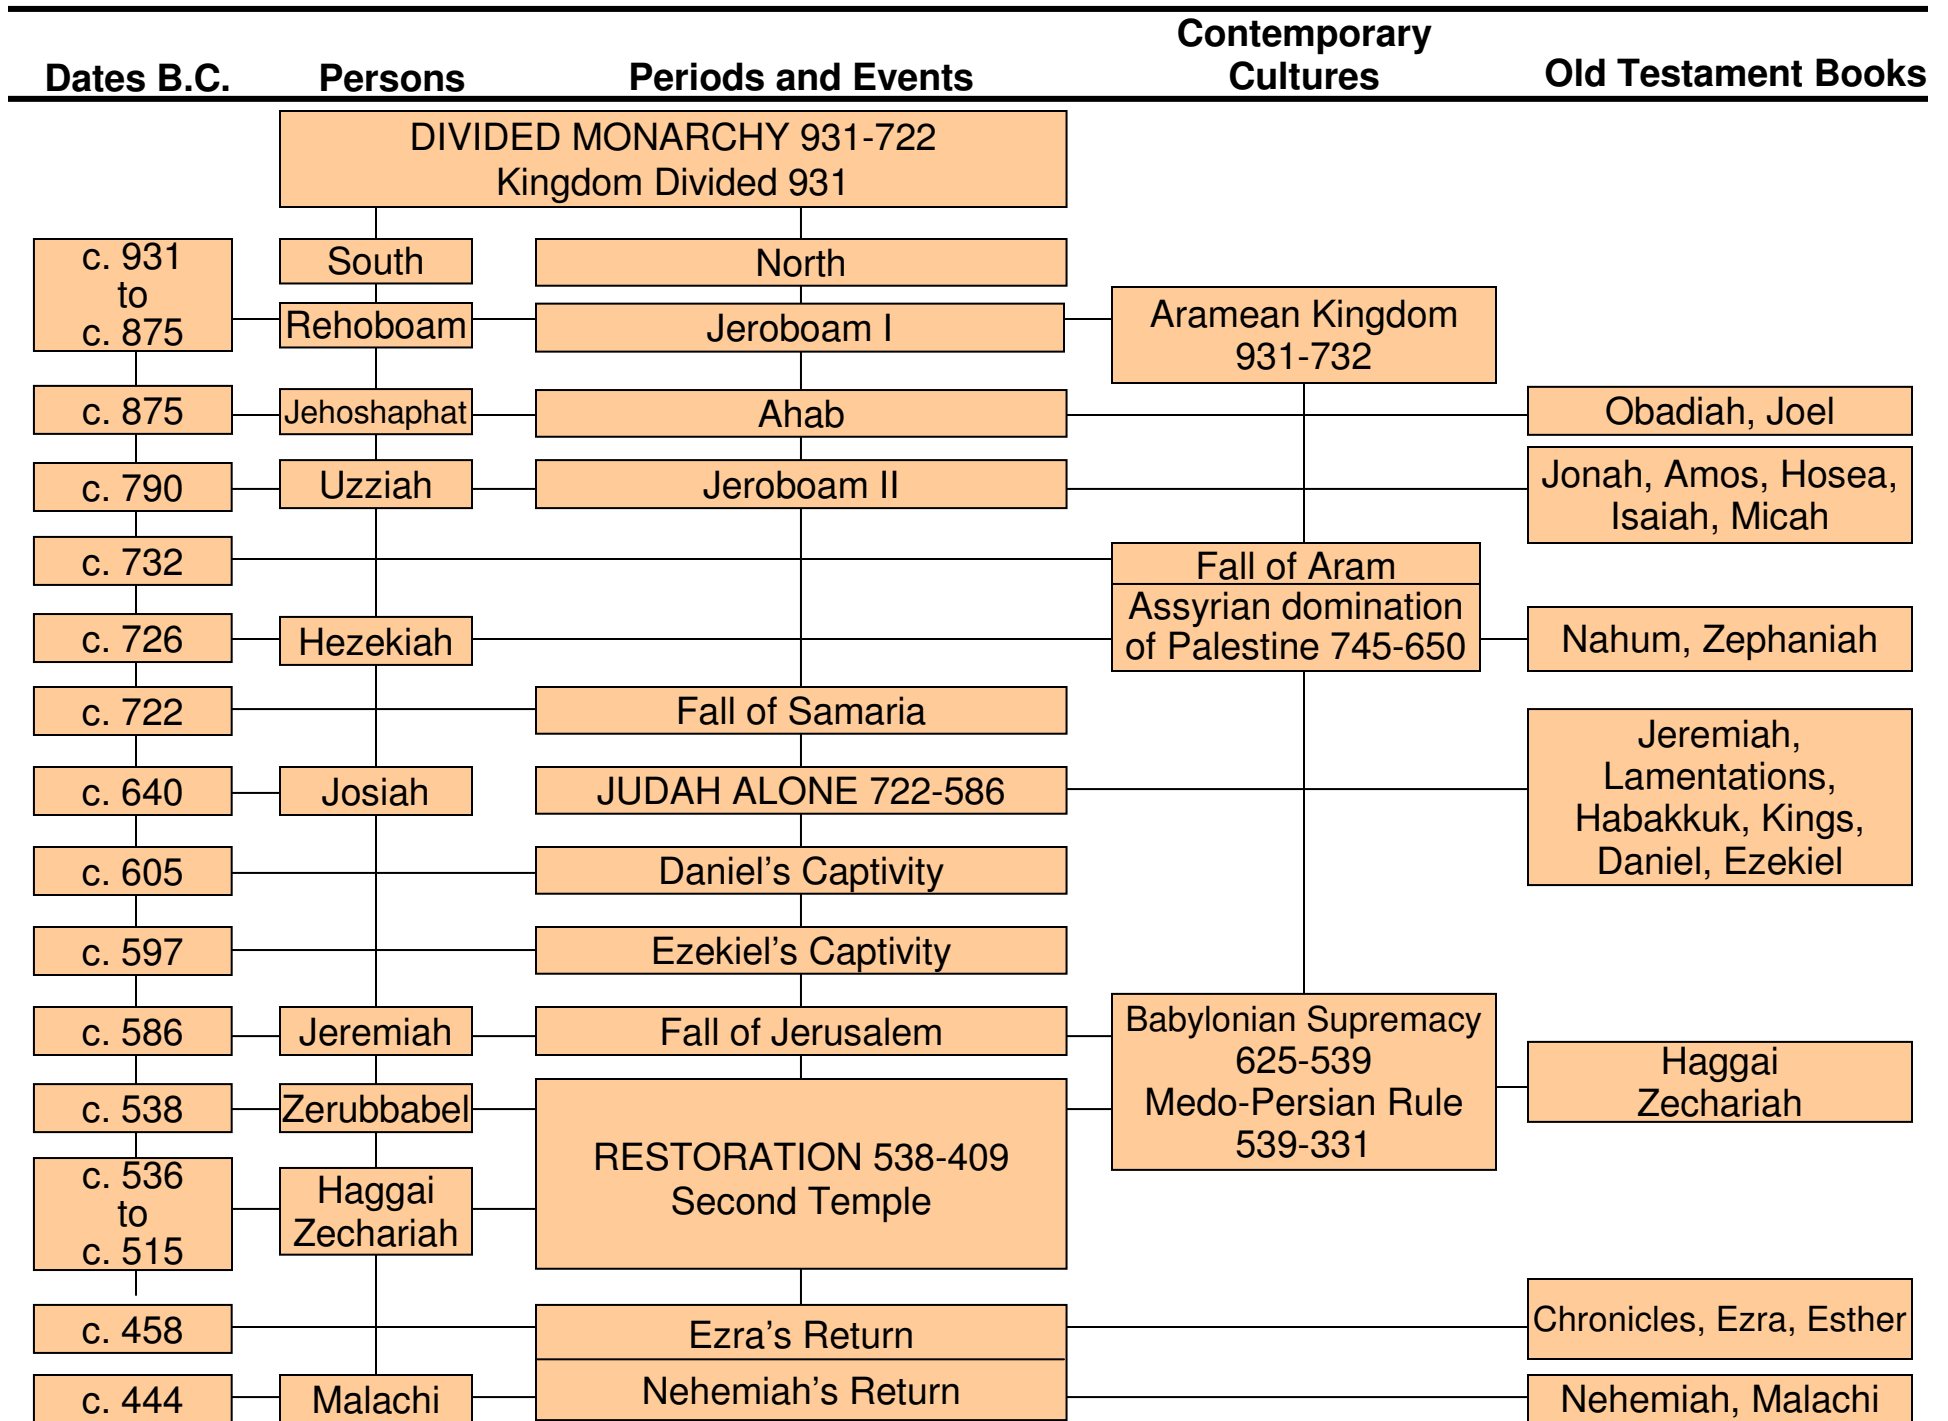 Dates B.C.
Persons
Periods and Events
Contemporary
Cultures
Old Testament Books
DIVIDED MONARCHY 931-722
Kingdom Divided 931
c. 931
to
c. 875
South
North
Rehoboam
Jeroboam I
Aramean Kingdom
931-732
c. 875
Jehoshaphat
Ahab
Obadiah, Joel
c. 790
Uzziah
Jeroboam II
Jonah, Amos, Hosea,
Isaiah, Micah
c. 732
Fall of Aram
c. 726
Hezekiah
Assyrian domination
of Palestine 745-650
Nahum, Zephaniah
c. 722
Fall of Samaria
c. 640
Josiah
JUDAH ALONE 722-586
Jeremiah,
Lamentations,
Habakkuk, Kings,
Daniel, Ezekiel
c. 605
Daniel’s Captivity
c. 597
Ezekiel’s Captivity
c. 586
Jeremiah
Fall of Jerusalem
Babylonian Supremacy
625-539
Medo-Persian Rule
539-331
Haggai
Zechariah
c. 538
Zerubbabel
RESTORATION 538-409
Second Temple
c. 536
to
c. 515
Haggai
Zechariah
c. 458
Ezra’s Return
Chronicles, Ezra, Esther
c. 444
Malachi
Nehemiah’s Return
Nehemiah, Malachi